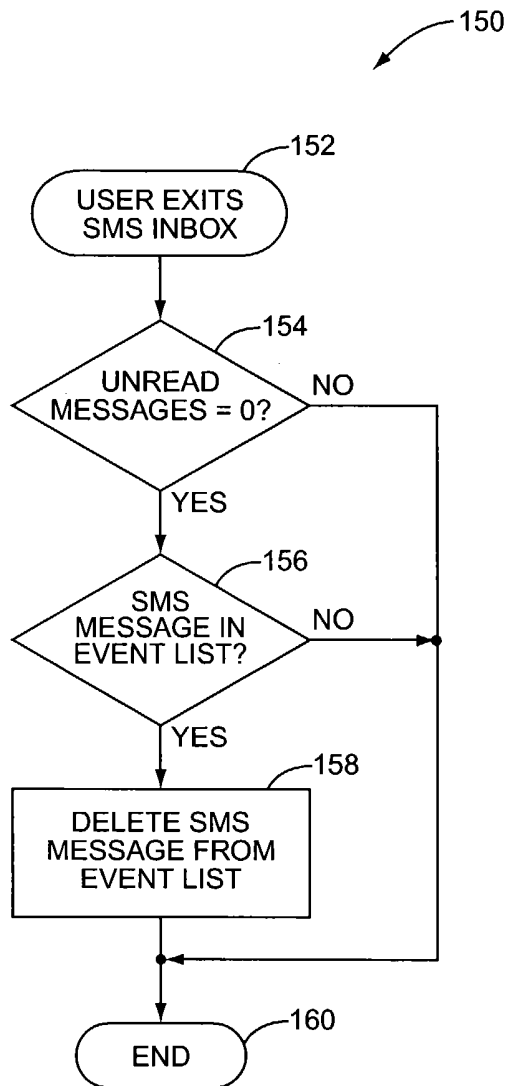 150
152
USER EXITS
SMS INBOX
154
UNREAD
MESSAGES = 0?
NO
YES
156
SMS
MESSAGE IN
EVENT LIST?
NO
YES
158
DELETE SMS
MESSAGE FROM
EVENT LIST
160
END